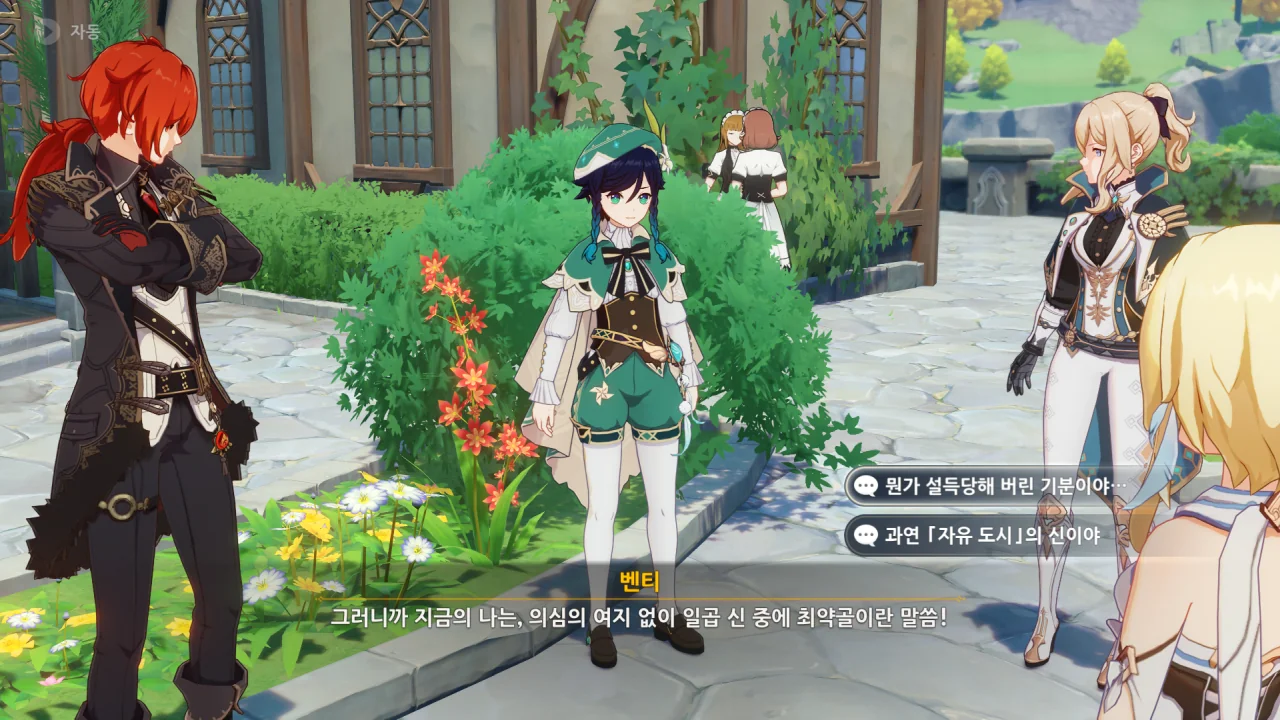 자동
뭔가 설득당해 버린 기분이야…
과연 「자유 도시」의 신이야
벤티
그러니까 지금의 나는, 의심의 여지 없이 일곱 신 중에 최약골이란 말씀!